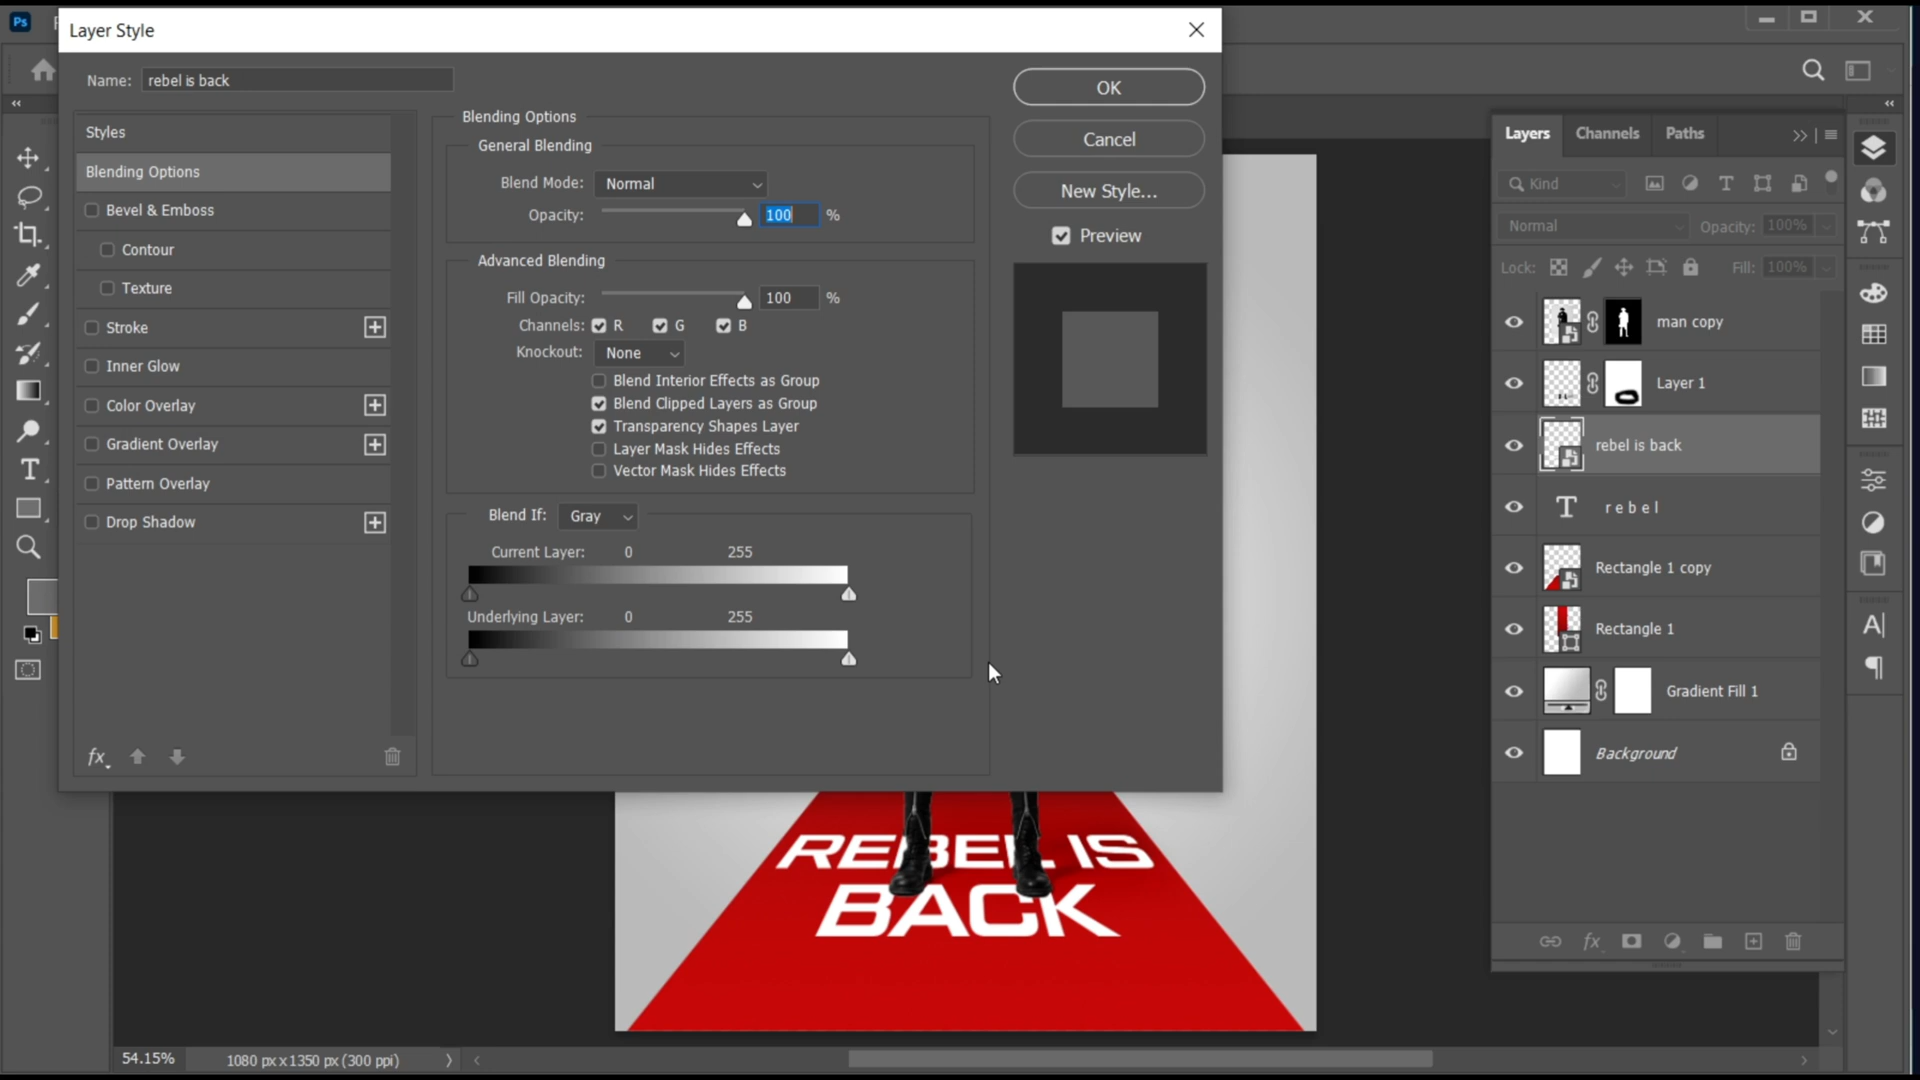 Ps
Layer Style
Name: rebel is back
Styles
Blending Options
Bevel & Emboss
Contour
Texture
Stroke
Inner Glow
Color Overlay
Gradient Overlay
Pattern Overlay
Drop Shadow
fx
Blending Options
General Blending
Blend Mode: Normal
Opacity: 100 %
Advanced Blending
Fill Opacity: 100 %
Channels: R G B
Knockout: None
Blend Interior Effects as Group
Blend Clipped Layers as Group
Transparency Shapes Layer
Layer Mask Hides Effects
Vector Mask Hides Effects
Blend If: Gray
Current Layer: 0 255
Underlying Layer: 0 255
OK
Cancel
New Style...
Preview
REBEL IS
BACK
Layers Channels Paths
Kind
Normal Opacity: 100%
Lock: Fill: 100%
man copy
Layer 1
rebel is back
T r e b e l
Rectangle 1 copy
Rectangle 1
Gradient Fill 1
Background
fx
54.15% 1080 px x 1350 px (300 ppi)